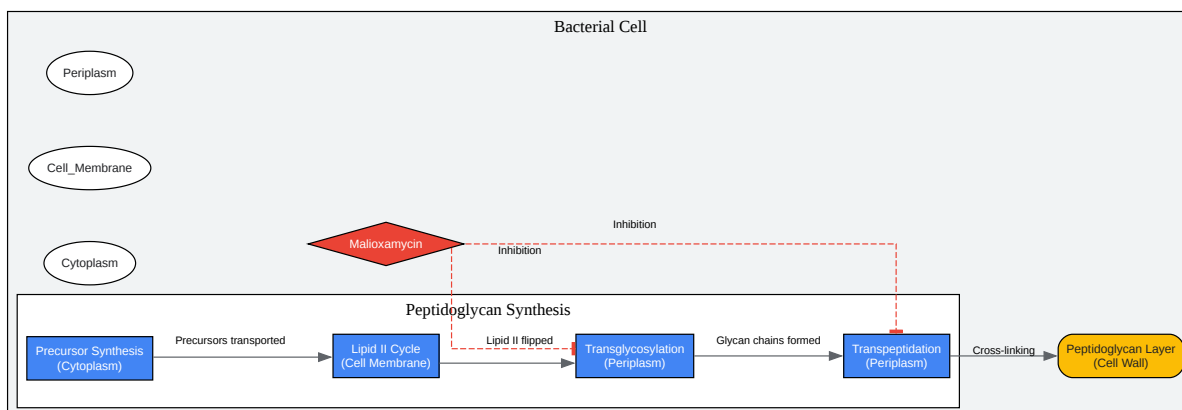 Bacterial Cell
Periplasm
Cell_Membrane
Cytoplasm
Malioxamycin
Inhibition
Inhibition
Peptidoglycan Synthesis
Precursor Synthesis
(Cytoplasm)
Precursors transported
Lipid II Cycle
(Cell Membrane)
Lipid II flipped
Transglycosylation
(Periplasm)
Glycan chains formed
Transpeptidation
(Periplasm)
Cross-linking
Peptidoglycan Layer
(Cell Wall)